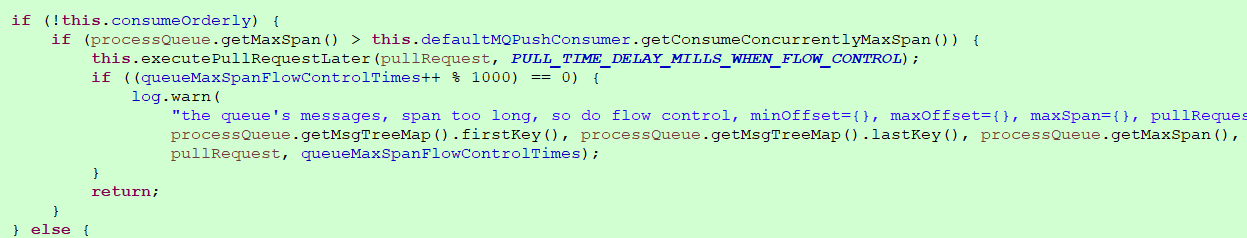 if (!this.consumeOrderly) {
if (processQueue.getMaxSpan() > this.defaultMQPushConsumer.getConsumeConcurrentlyMaxSpan()) {
this.executePullRequestLater(pullRequest, PULL_TIME_DELAY_MILLS_WHEN_FLOW_CONTROL);
if ((queueMaxSpanFlowControlTimes++ % 1000) == 0) {
log.warn(
"the queue's messages, span too long, so do flow control, minOffset={}, maxOffset={}, maxSpan={}, pullReques
processQueue.getMsgTreeMap().firstKey(), processQueue.getMsgTreeMap().lastKey(), processQueue.getMaxSpan(),
pullRequest, queueMaxSpanFlowControlTimes);
}
return;
}
} else {